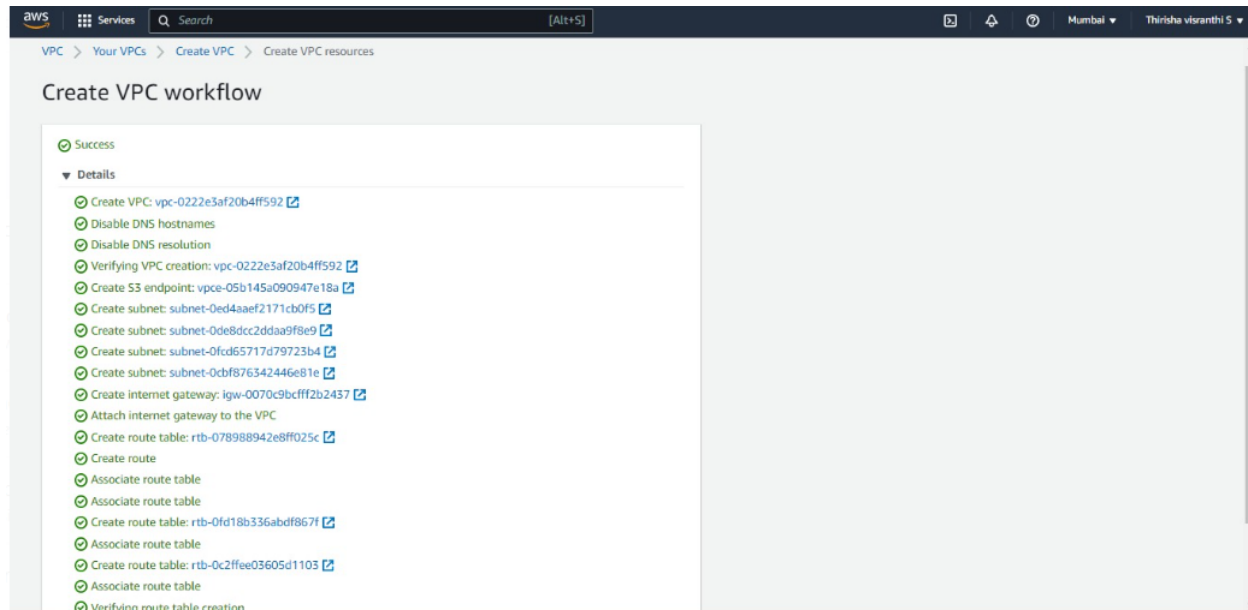 aws Services Search [Alt+S] Mumbai Thirisha visranthi S
VPC > Your VPCs > Create VPC > Create VPC resources
Create VPC workflow
Success
Details
Create VPC: vpc-0222e3af20b4ff592
Disable DNS hostnames
Disable DNS resolution
Verifying VPC creation: vpc-0222e3af20b4ff592
Create S3 endpoint: vpce-05b145a090947e18a
Create subnet: subnet-0ed4aaef2171cb0f5
Create subnet: subnet-0de8dcc2ddaa9f8e9
Create subnet: subnet-0fcd65717d79723b4
Create subnet: subnet-0cbf876342446e81e
Create internet gateway: igw-0070c9bcfff2b2437
Attach internet gateway to the VPC
Create route table: rtb-078988942e8ff025c
Create route
Associate route table
Associate route table
Create route table: rtb-0fd18b336abdf867f
Associate route table
Create route table: rtb-0c2ffee03605d1103
Associate route table
Verifying route table creation